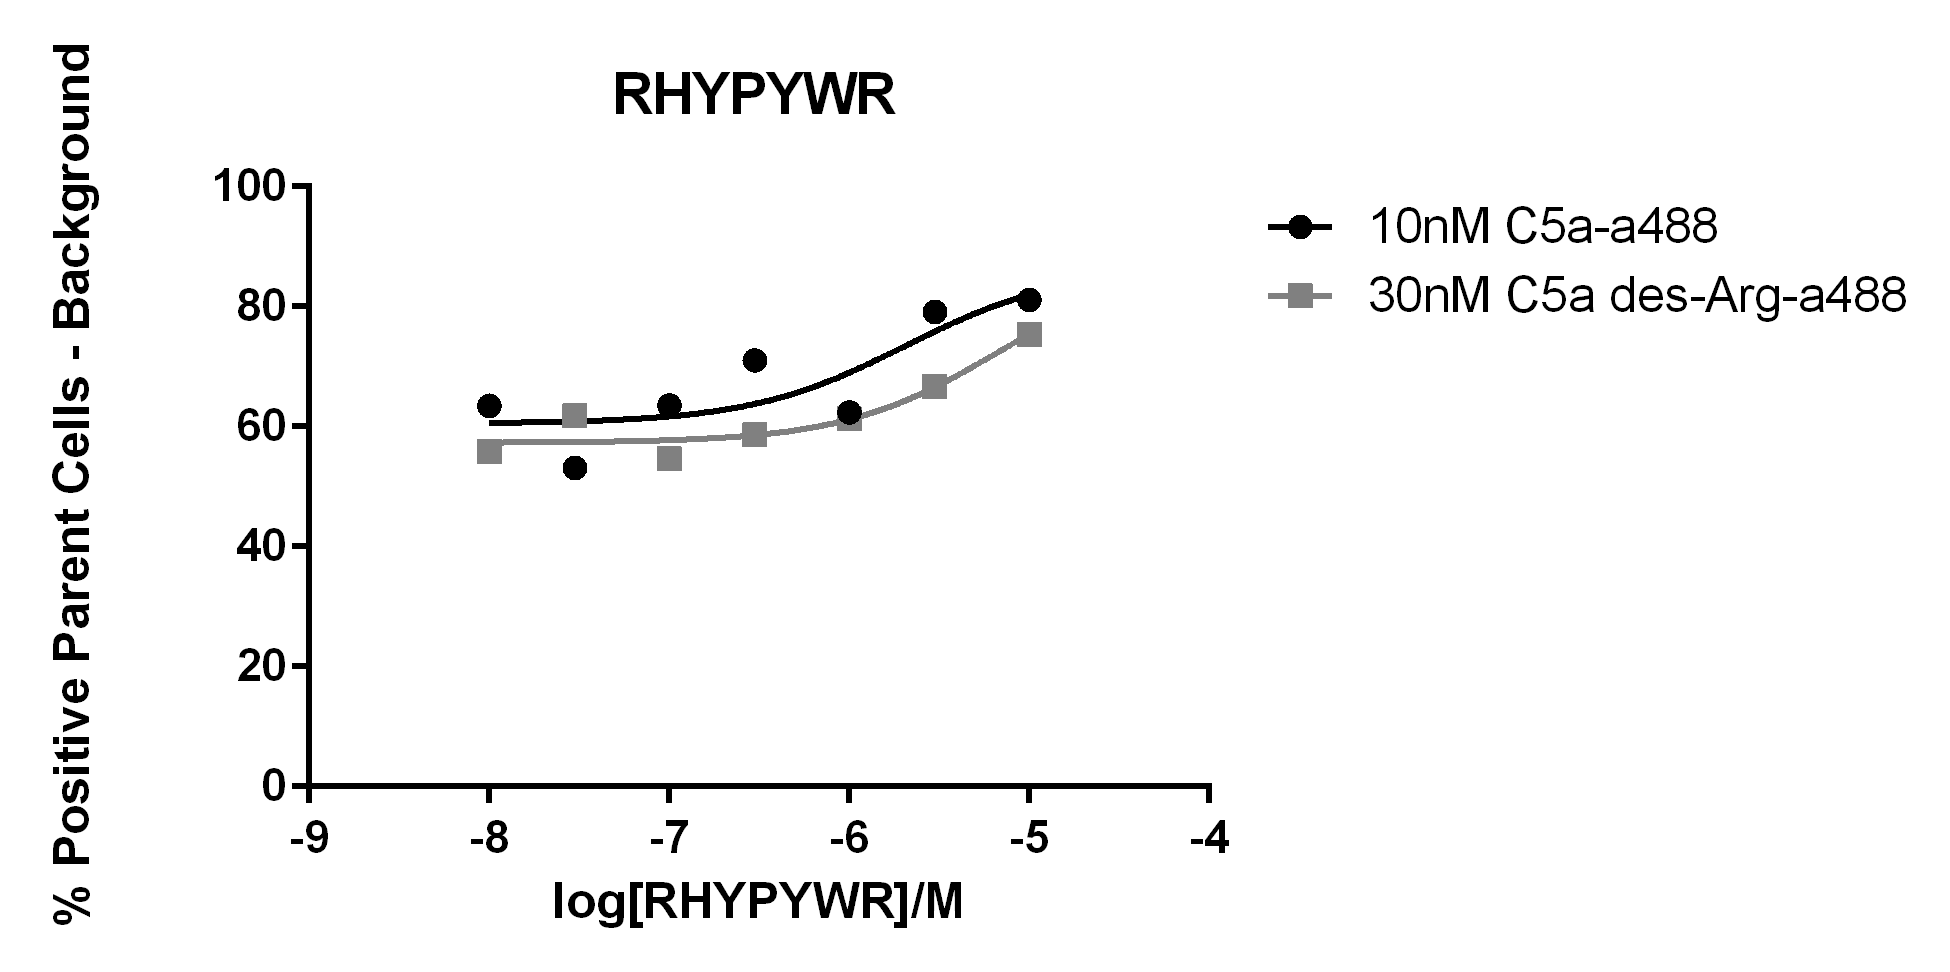 RHYPYWR
% Positive Parent Cells - Background
100
80
60
40
20
0
-9 -8 -7 -6 -5 -4
log[RHYPYWR]/M
10nM C5a-a488
30nM C5a des-Arg-a488